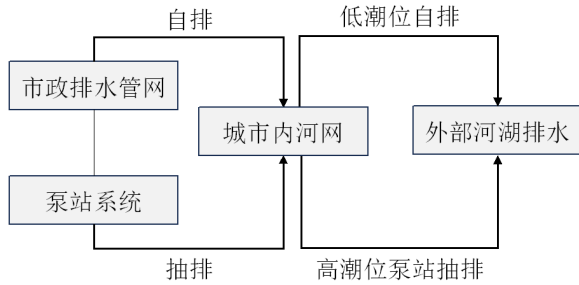 自排
低潮位自排
市政排水管网
城市内河网
外部河湖排水
泵站系统
抽排
高潮位泵站抽排